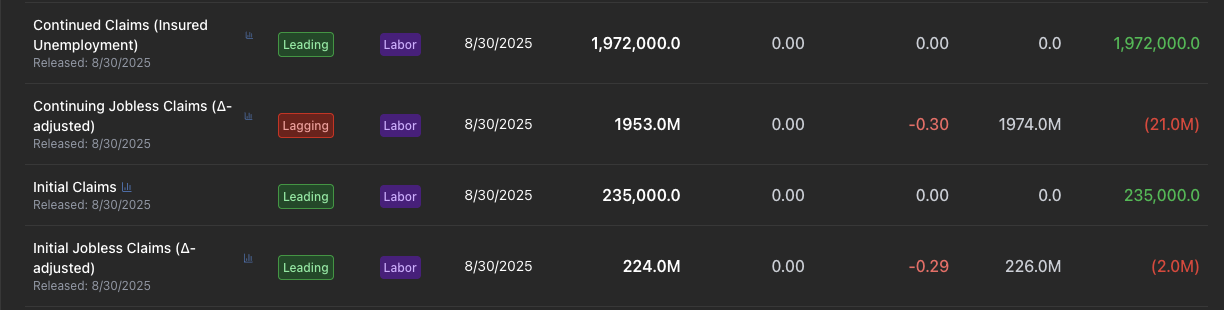 Continued Claims (Insured
Unemployment)
Released: 8/30/2025
Leading
Labor
8/30/2025
1,972,000.0
0.00
0.00
0.0
1,972,000.0
Continuing Jobless Claims (Δ-
adjusted)
Released: 8/30/2025
Lagging
Labor
8/30/2025
1953.0M
0.00
-0.30
1974.0M
(21.0M)
Initial Claims
Released: 8/30/2025
Leading
Labor
8/30/2025
235,000.0
0.00
0.00
0.0
235,000.0
Initial Jobless Claims (Δ-
adjusted)
Released: 8/30/2025
Leading
Labor
8/30/2025
224.0M
0.00
-0.29
226.0M
(2.0M)